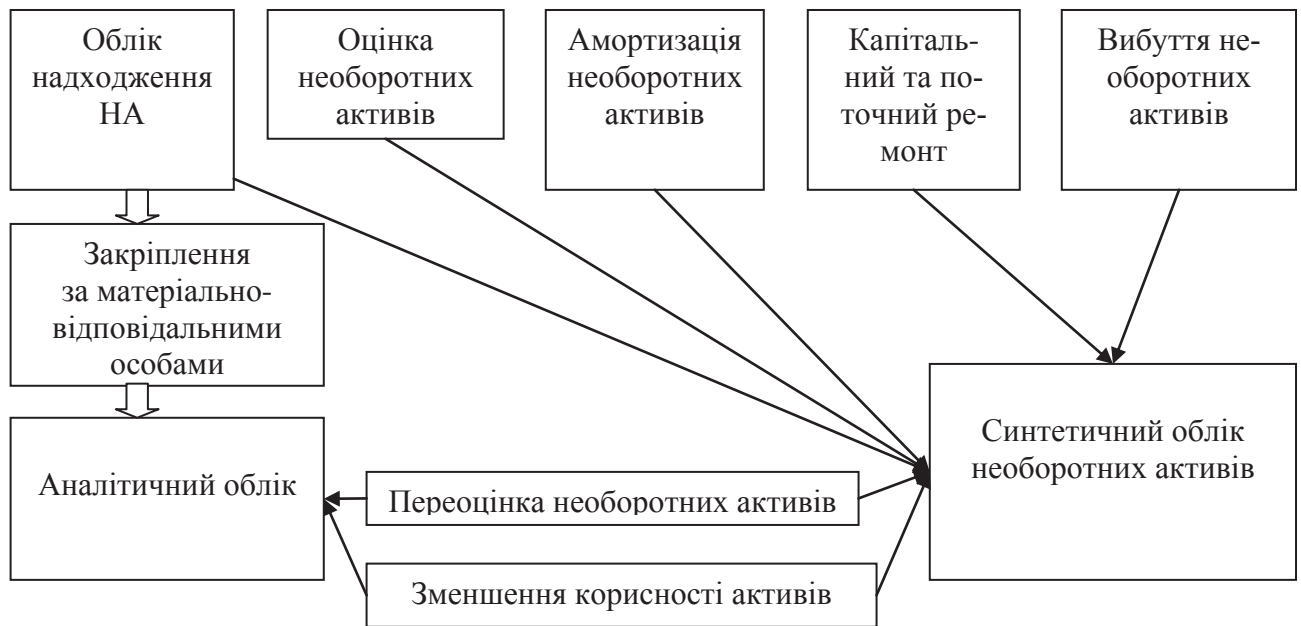 Облік
надходження
НА
Оцінка
необоротних
активів
Амортизація
необоротних
активів
Капіталь-
ний та по-
точний ре-
монт
Вибуття не-
оборотних
активів
Закріплення
за матеріально-
відповідальними
особами
Аналітичний облік
Переоцінка необоротних активів
Зменшення корисності активів
Синтетичний облік
необоротних активів